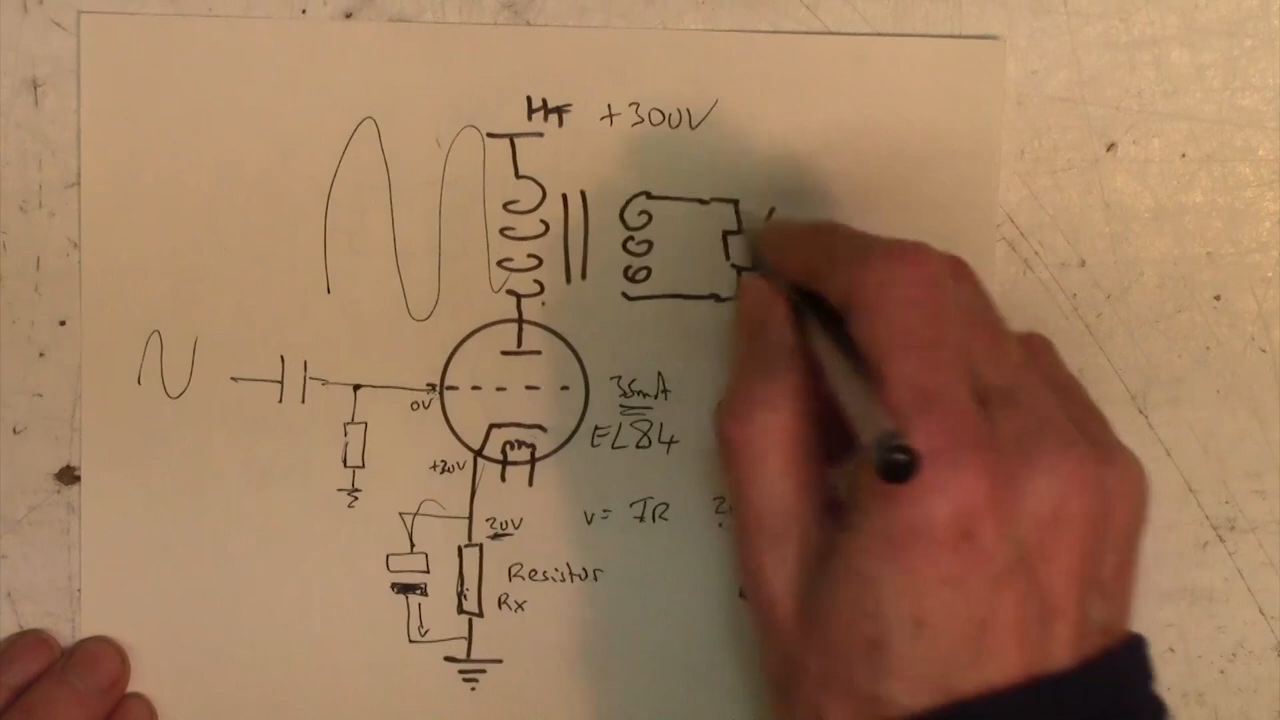 HT +300V
35mA
0V
EL84
+20V
20V
V= IR
Resistor
Rx